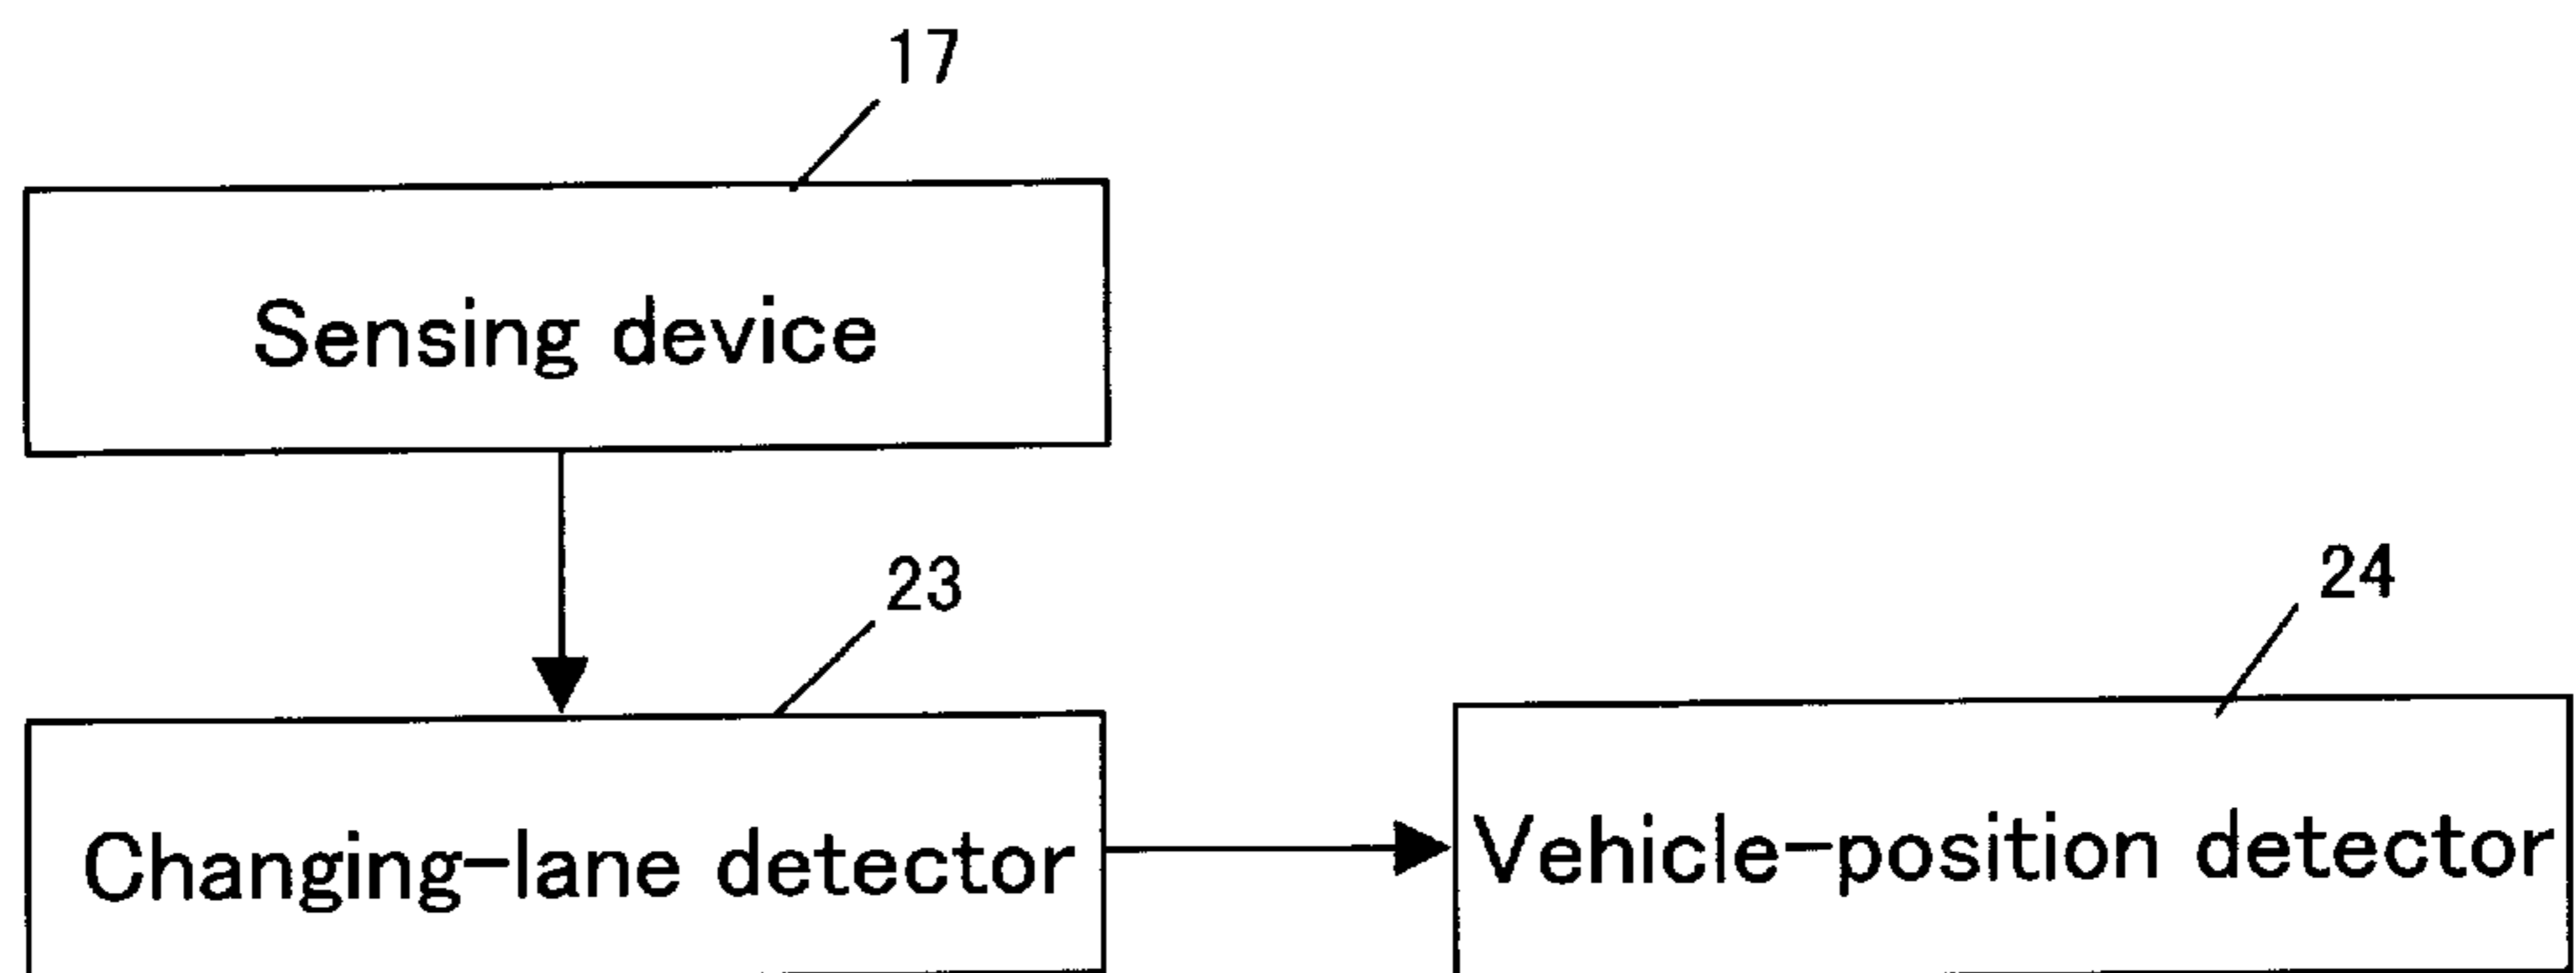 17
Sensing device
23
24
Changing-lane detector
Vehicle-position detector